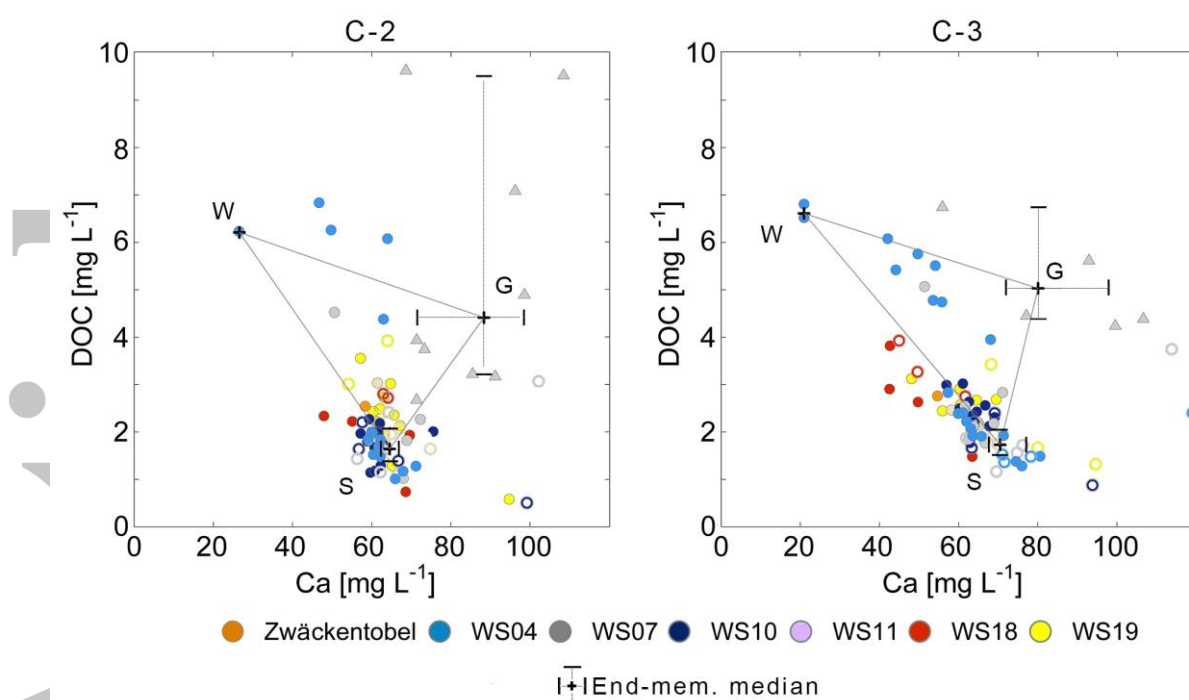 C-2
C-3
10
8
6
4
2
0
DOC [mg L⁻¹]
W
G
S
0
20
40
60
80
100
Ca [mg L⁻¹]
10
8
6
4
2
0
DOC [mg L⁻¹]
W
G
S
0
20
40
60
80
100
Ca [mg L⁻¹]
Zwäckentobel WS04 WS07 WS10 WS11 WS18 WS19
End-mem. median